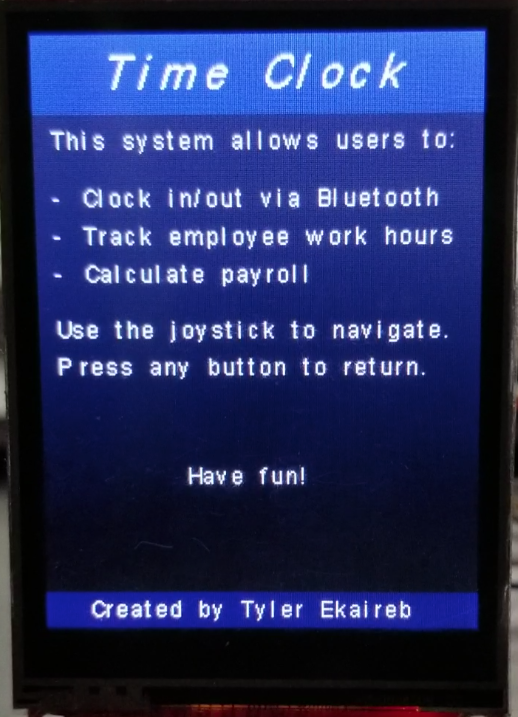 Time Clock
This system allows users to:
- Clock in/out via Bluetooth
- Track employee work hours
- Calculate payroll
Use the joystick to navigate.
Press any button to return.
Have fun!
Created by Tyler Ekaireb